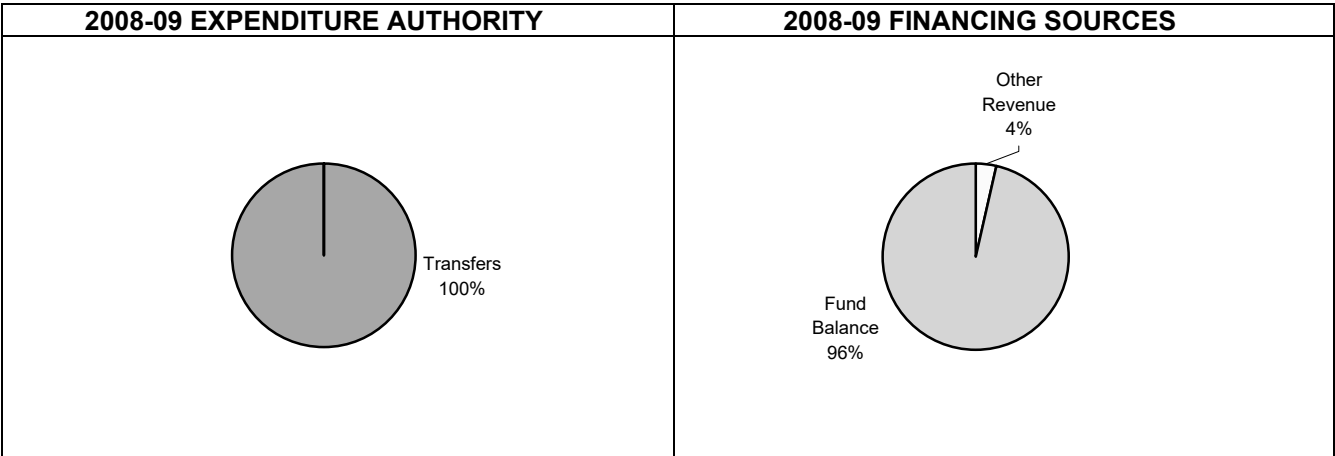 2008-09 EXPENDITURE AUTHORITY
2008-09 FINANCING SOURCES
Transfers
100%
Other
Revenue
4%
Fund
Balance
96%